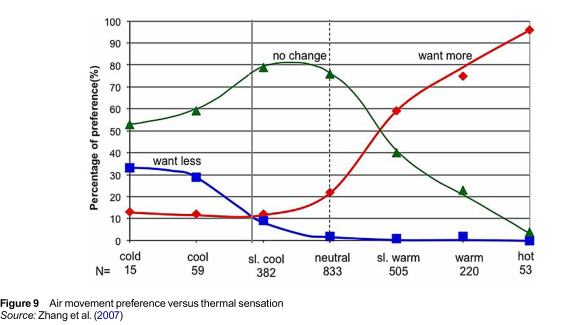 100
90
80
70
60
50
40
30
20
10
0
Percentage of preference(%)
no change
want more
want less
cold cool sl. cool neutral sl. warm warm hot
N= 15 59 382 833 505 220 53
Figure 9 Air movement preference versus thermal sensation
Source: Zhang et al. (2007)